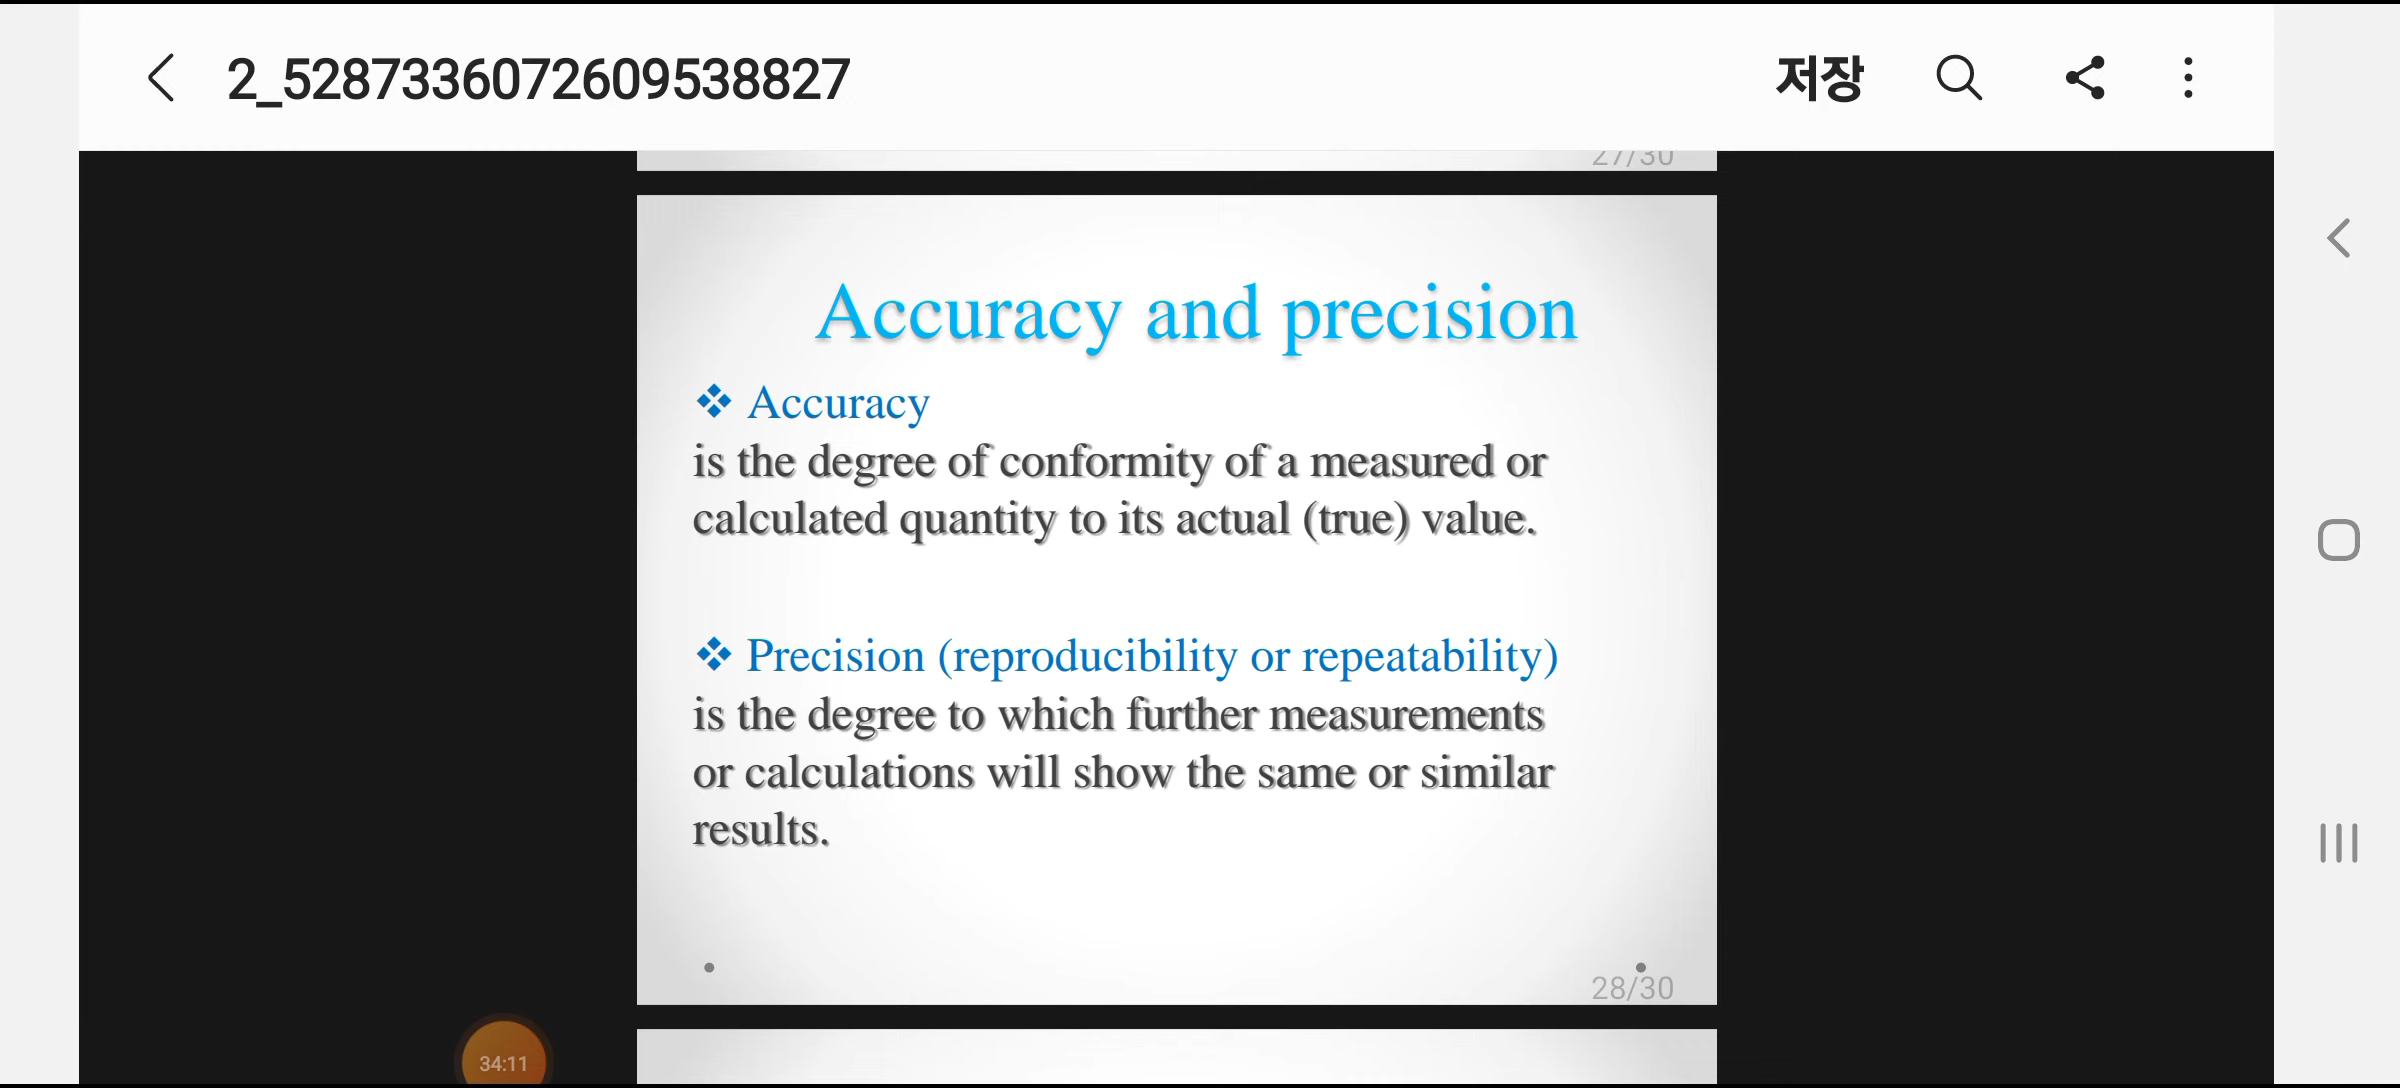 2_5287336072609538827
저장
27/30
Accuracy and precision
❖ Accuracy
is the degree of conformity of a measured or
calculated quantity to its actual (true) value.
❖ Precision (reproducibility or repeatability)
is the degree to which further measurements
or calculations will show the same or similar
results.
28/30
34:11